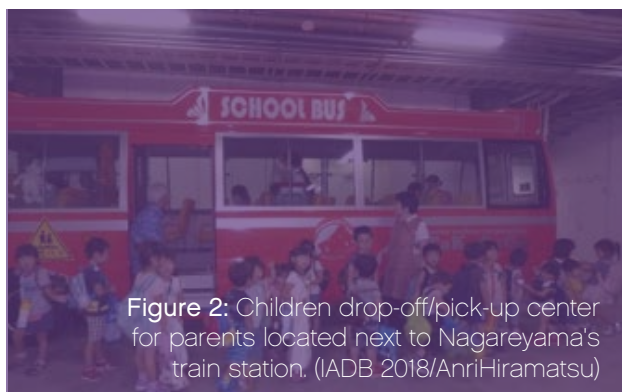 SCHOOL BUS
Figure 2: Children drop-off/pick-up center
for parents located next to Nagareyama's
train station. (IADB 2018/AnriHiramatsu)